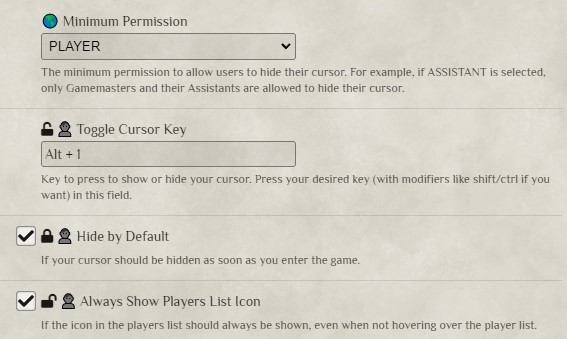 Minimum Permission
PLAYER
The minimum permission to allow users to hide their cursor. For example, if ASSISTANT is selected,
only Gamemasters and their Assistants are allowed to hide their cursor.
Toggle Cursor Key
Alt + 1
Key to press to show or hide your cursor. Press your desired key (with modifiers like shift/ctrl if you
want) in this field.
Hide by Default
If your cursor should be hidden as soon as you enter the game.
Always Show Players List Icon
If the icon in the players list should always be shown, even when not hovering over the player list.